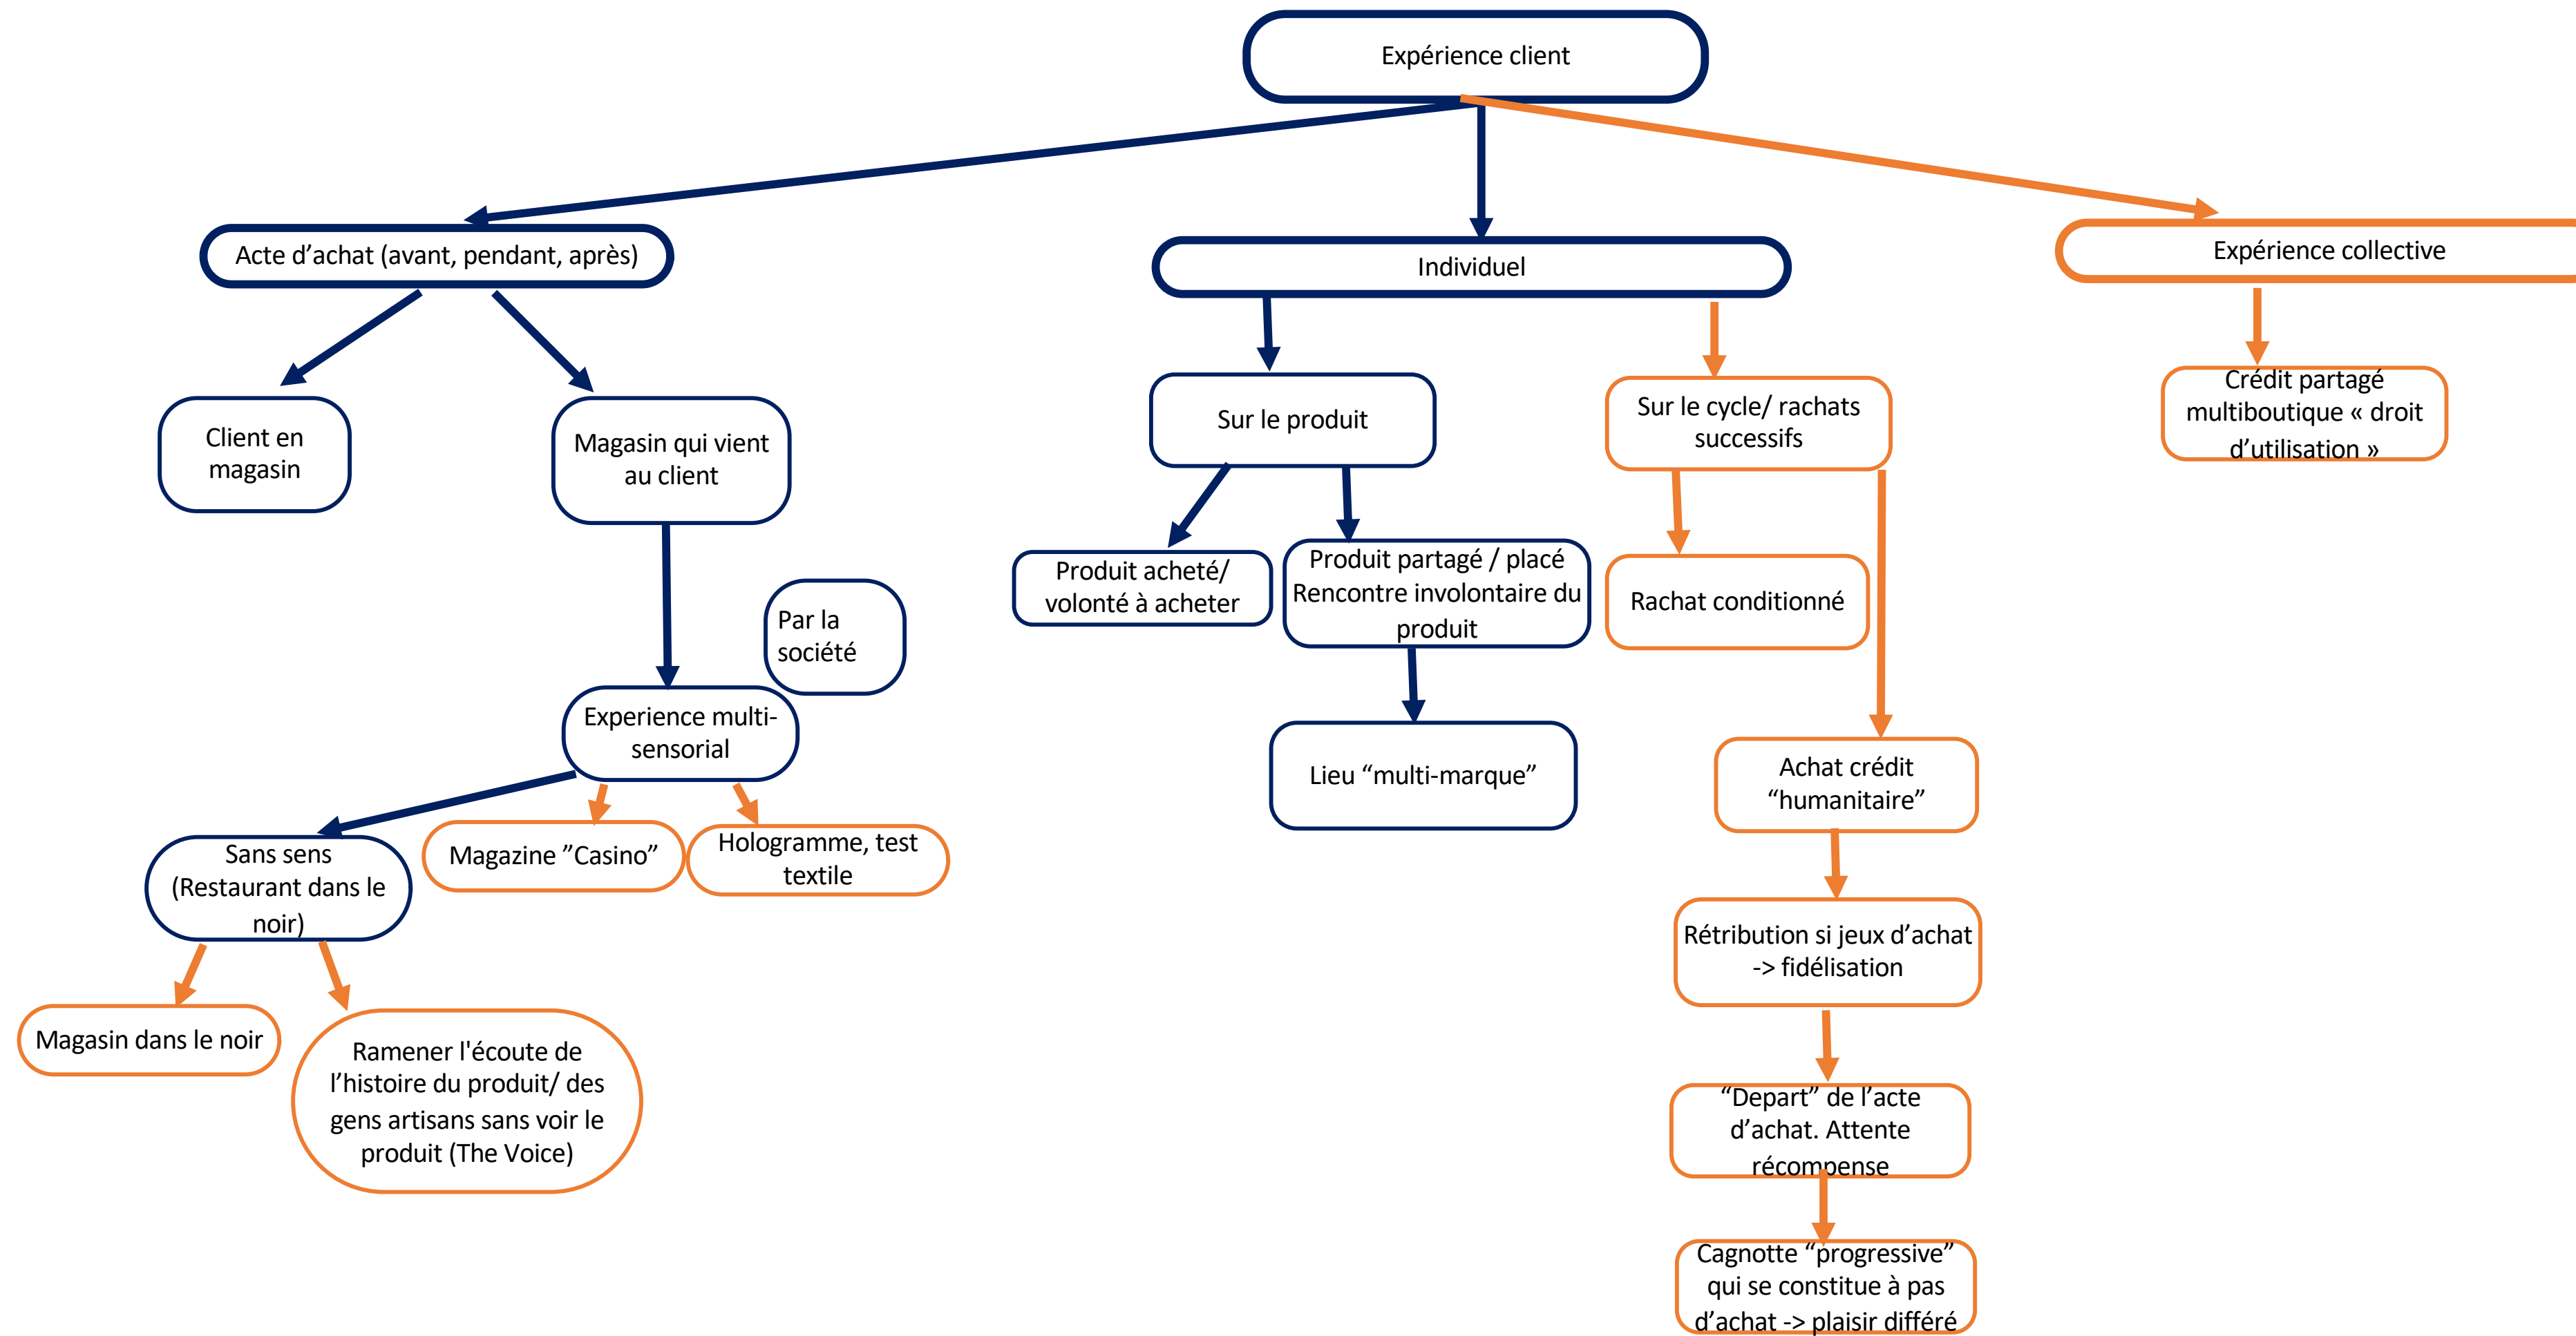 Expérience client
Acte d’achat (avant, pendant, après)
Individuel
Expérience collective
Client en
magasin
Magasin qui vient
au client
Sur le produit
Sur le cycle/ rachats
successifs
Crédit partagé
multiboutique « droit
d’utilisation »
Par la
société
Produit acheté/
volonté à acheter
Produit partagé / placé
Rencontre involontaire du
produit
Rachat conditionné
Experience multi-
sensorial
Lieu “multi-marque”
Achat crédit
“humanitaire”
Sans sens
(Restaurant dans le
noir)
Magazine ”Casino”
Hologramme, test
textile
Rétribution si jeux d’achat
-> fidélisation
Magasin dans le noir
Ramener l'écoute de
l’histoire du produit/ des
gens artisans sans voir le
produit (The Voice)
“Depart” de l’acte
d’achat. Attente
récompense
Cagnotte “progressive”
qui se constitue à pas
d’achat -> plaisir différé